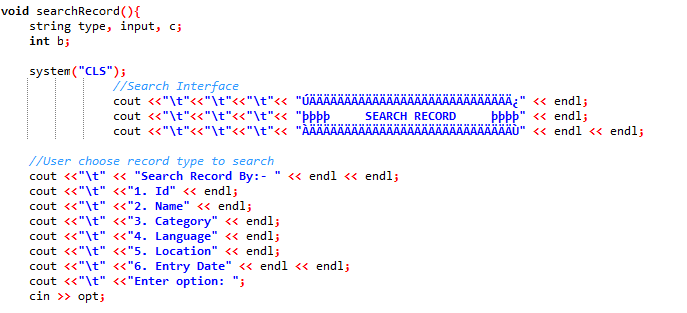 void searchRecord(){
string type, input, c;
int b;
system("CLS");
//Search Interface
cout <<"\t"<<"\t"<<"\t"<< "ÚÄÄÄÄÄÄÄÄÄÄÄÄÄÄÄÄÄÄÄÄÄÄÄÄÄÄÄÄÄ¿" << endl;
cout <<"\t"<<"\t"<<"\t"<< "þþþþ     SEARCH RECORD     þþþþ" << endl;
cout <<"\t"<<"\t"<<"\t"<< "ÀÄÄÄÄÄÄÄÄÄÄÄÄÄÄÄÄÄÄÄÄÄÄÄÄÄÄÄÄÄÙ" << endl << endl;
//User choose record type to search
cout <<"\t" << "Search Record By:- " << endl << endl;
cout <<"\t" <<"1. Id" << endl;
cout <<"\t" <<"2. Name" << endl;
cout <<"\t" <<"3. Category" << endl;
cout <<"\t" <<"4. Language" << endl;
cout <<"\t" <<"5. Location" << endl;
cout <<"\t" <<"6. Entry Date" << endl << endl;
cout <<"\t" <<"Enter option: ";
cin >> opt;